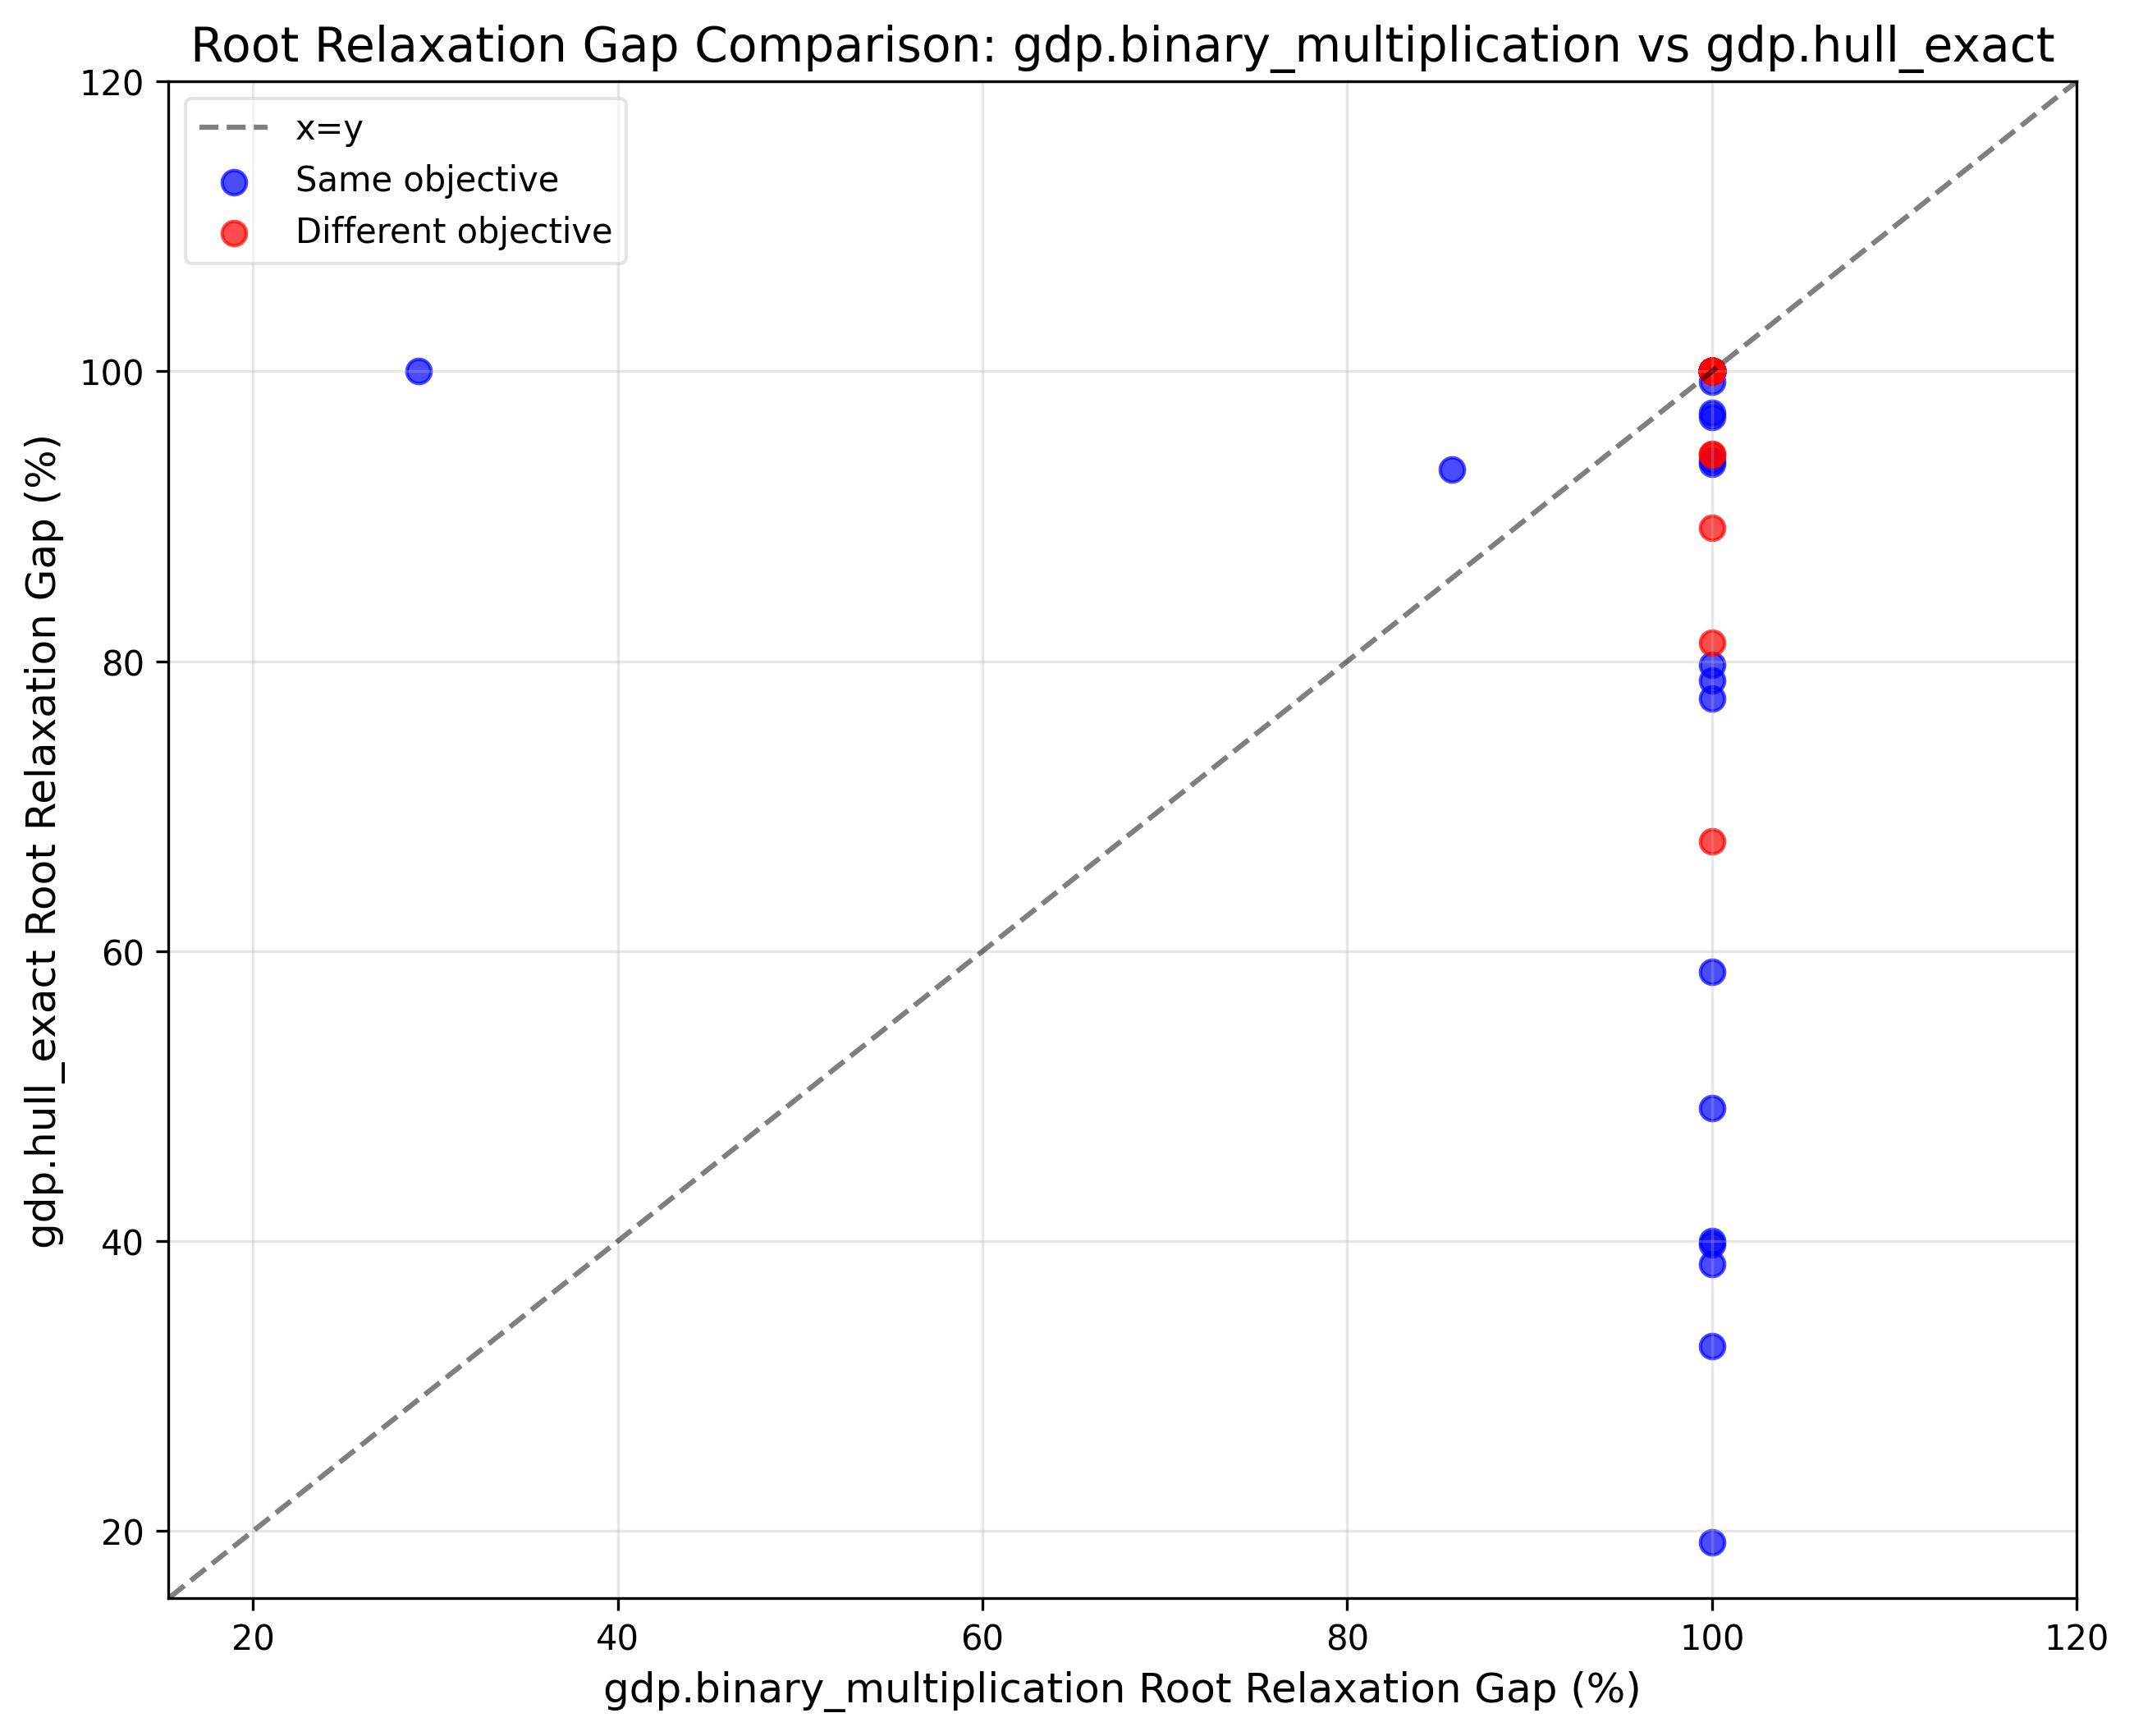 Root Relaxation Gap Comparison: gdp.binary_multiplication vs gdp.hull_exact
x=y
Same objective
Different objective
gdp.hull_exact Root Relaxation Gap (%)
120
100
80
60
40
20
20
40
60
80
100
120
gdp.binary_multiplication Root Relaxation Gap (%)